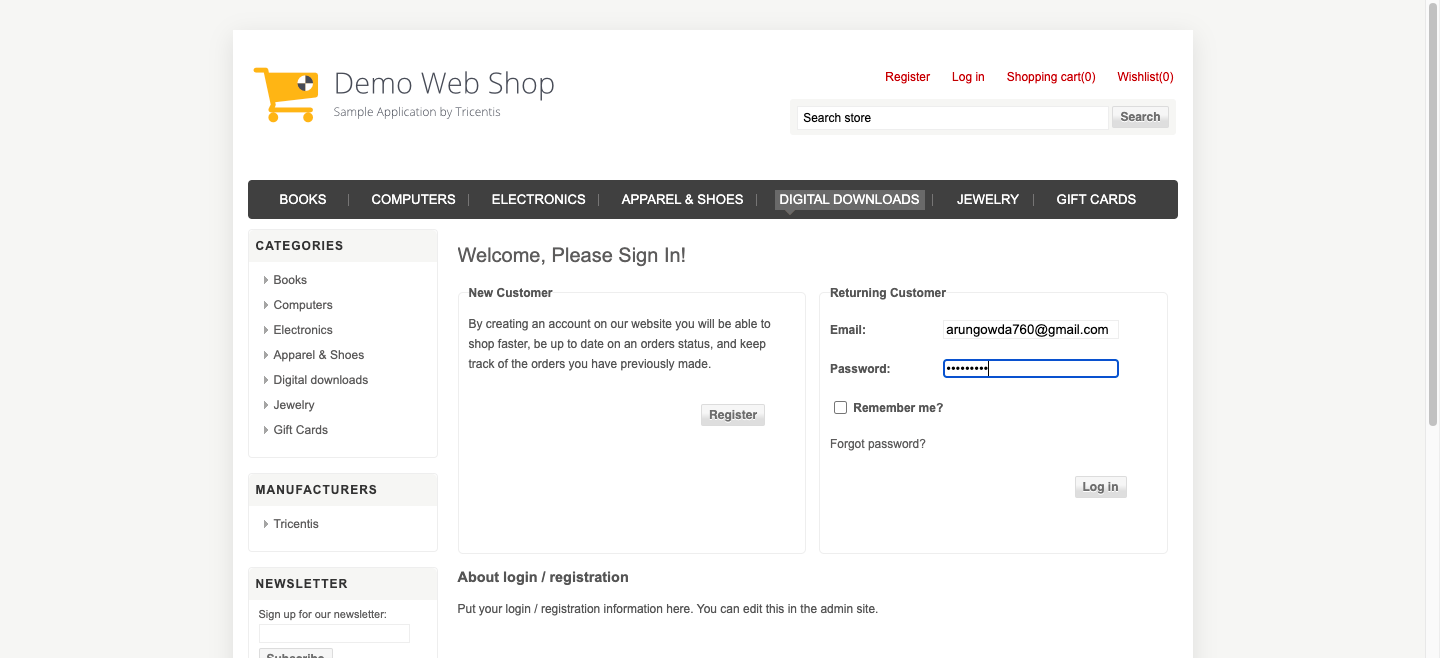 Demo Web Shop
Sample Application by Tricentis
Register Log in Shopping cart(0) Wishlist(0)
Search store Search
BOOKS COMPUTERS ELECTRONICS APPAREL & SHOES DIGITAL DOWNLOADS JEWELRY GIFT CARDS
CATEGORIES
Books
Computers
Electronics
Apparel & Shoes
Digital downloads
Jewelry
Gift Cards
MANUFACTURERS
Tricentis
NEWSLETTER
Sign up for our newsletter:
Subscribe
Welcome, Please Sign In!
New Customer
By creating an account on our website you will be able to
shop faster, be up to date on an orders status, and keep
track of the orders you have previously made.
Register
Returning Customer
Email: arungowda760@gmail.com
Password: •••••••••
Remember me?
Forgot password?
Log in
About login / registration
Put your login / registration information here. You can edit this in the admin site.